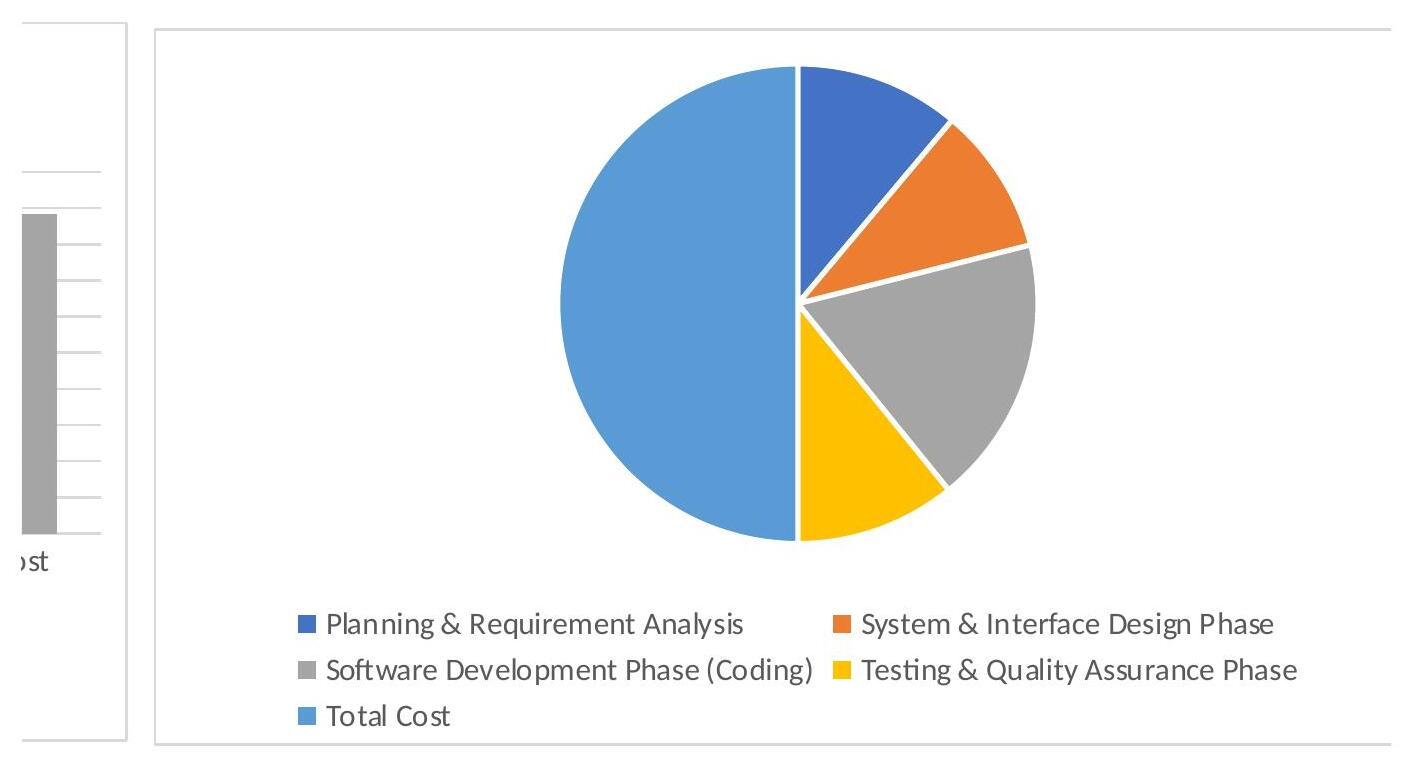 Planning & Requirement Analysis System & Interface Design Phase
Software Development Phase (Coding) Testing & Quality Assurance Phase
Total Cost